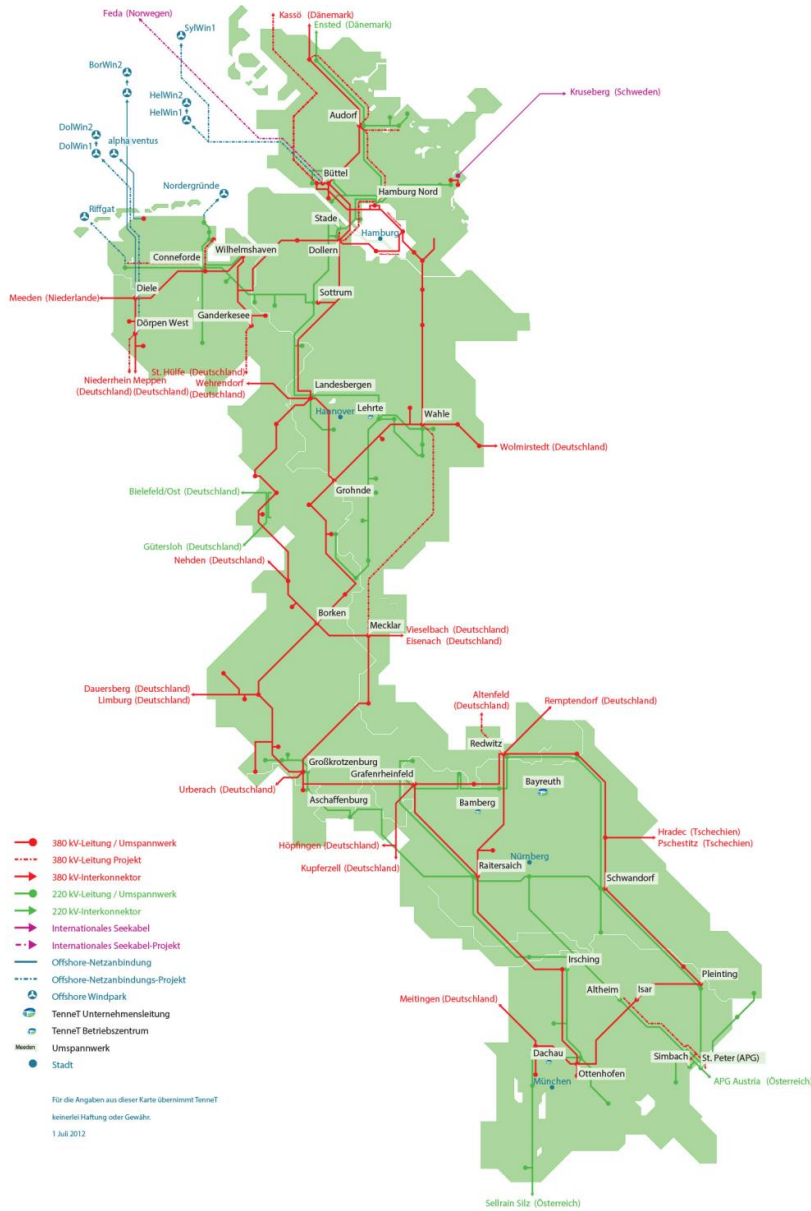 Feda (Norwegen)
SylWin1
Kassö (Dänemark)
Ensted (Dänemark)
BorWin2
HelWin2
HelWin1
Kruseberg (Schweden)
Audorf
DolWin2
alpha ventus
DolWin1
Büttel
Nordergründe
Hamburg Nord
Riffgat
Stade
Hamburg
Wilhelmshaven
Dollern
Conneforde
Diele
Sottrum
Meeden (Niederlande)
Ganderkesee
Dörpen West
Niederrhein Meppen
(Deutschland) (Deutschland)
St. Hülfe (Deutschland)
Wehrendorf
(Deutschland)
Landesbergen
Hannover
Lehrte
Wahle
Wolmirstedt (Deutschland)
Grohnde
Bielefeld/Ost (Deutschland)
Gütersloh (Deutschland)
Nehden (Deutschland)
Borken
Mecklar
Vieselbach (Deutschland)
Eisenach (Deutschland)
Dauersberg (Deutschland)
Limburg (Deutschland)
Altenfeld
(Deutschland)
Remptendorf (Deutschland)
Redwitz
Großkrotzenburg
Grafenrheinfeld
Bayreuth
Urberach (Deutschland)
Aschaffenburg
Bamberg
Höpfingen (Deutschland)
Hradec (Tschechien)
Pschestitz (Tschechien)
Kupferzell (Deutschland)
Nürnberg
Raitersaich
Schwandorf
Irsching
Pleinting
Altheim
Isar
Meitingen (Deutschland)
Dachau
Simbach
St. Peter (APG)
Ottenhofen
München
APG Austria (Österreich)
Sellrain Silz (Österreich)
380 kV-Leitung / Umspannwerk
380 kV-Leitung Projekt
380 kV-Interkonnektor
220 kV-Leitung / Umspannwerk
220 kV-Interkonnektor
Internationales Seekabel
Internationales Seekabel-Projekt
Offshore-Netzanbindung
Offshore-Netzanbindungs-Projekt
Offshore Windpark
TenneT Unternehmensleitung
TenneT Betriebszentrum
Meeden Umspannwerk
Stadt
Für die Angaben aus dieser Karte übernimmt TenneT
keinerlei Haftung oder Gewähr.
1 Juli 2012